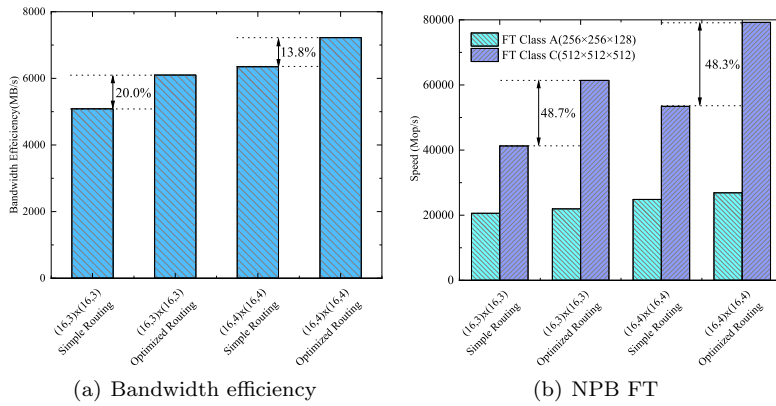 8000
6000
4000
2000
0
Bandwidth Effeiciency(MB/s)
20.0%
13.8%
(16,3)x(16,3)
Simple Routing
(16,3)x(16,3)
Optimized Routing
(16,4)x(16,4)
Simple Routing
(16,4)x(16,4)
Optimized Routing
(a) Bandwidth efficiency
80000
60000
40000
20000
0
Speed (Mop/s)
FT Class A(256×256×128)
FT Class C(512×512×512)
48.7%
48.3%
(16,3)x(16,3)
Simple Routing
(16,3)x(16,3)
Optimized Routing
(16,4)x(16,4)
Simple Routing
(16,4)x(16,4)
Optimized Routing
(b) NPB FT